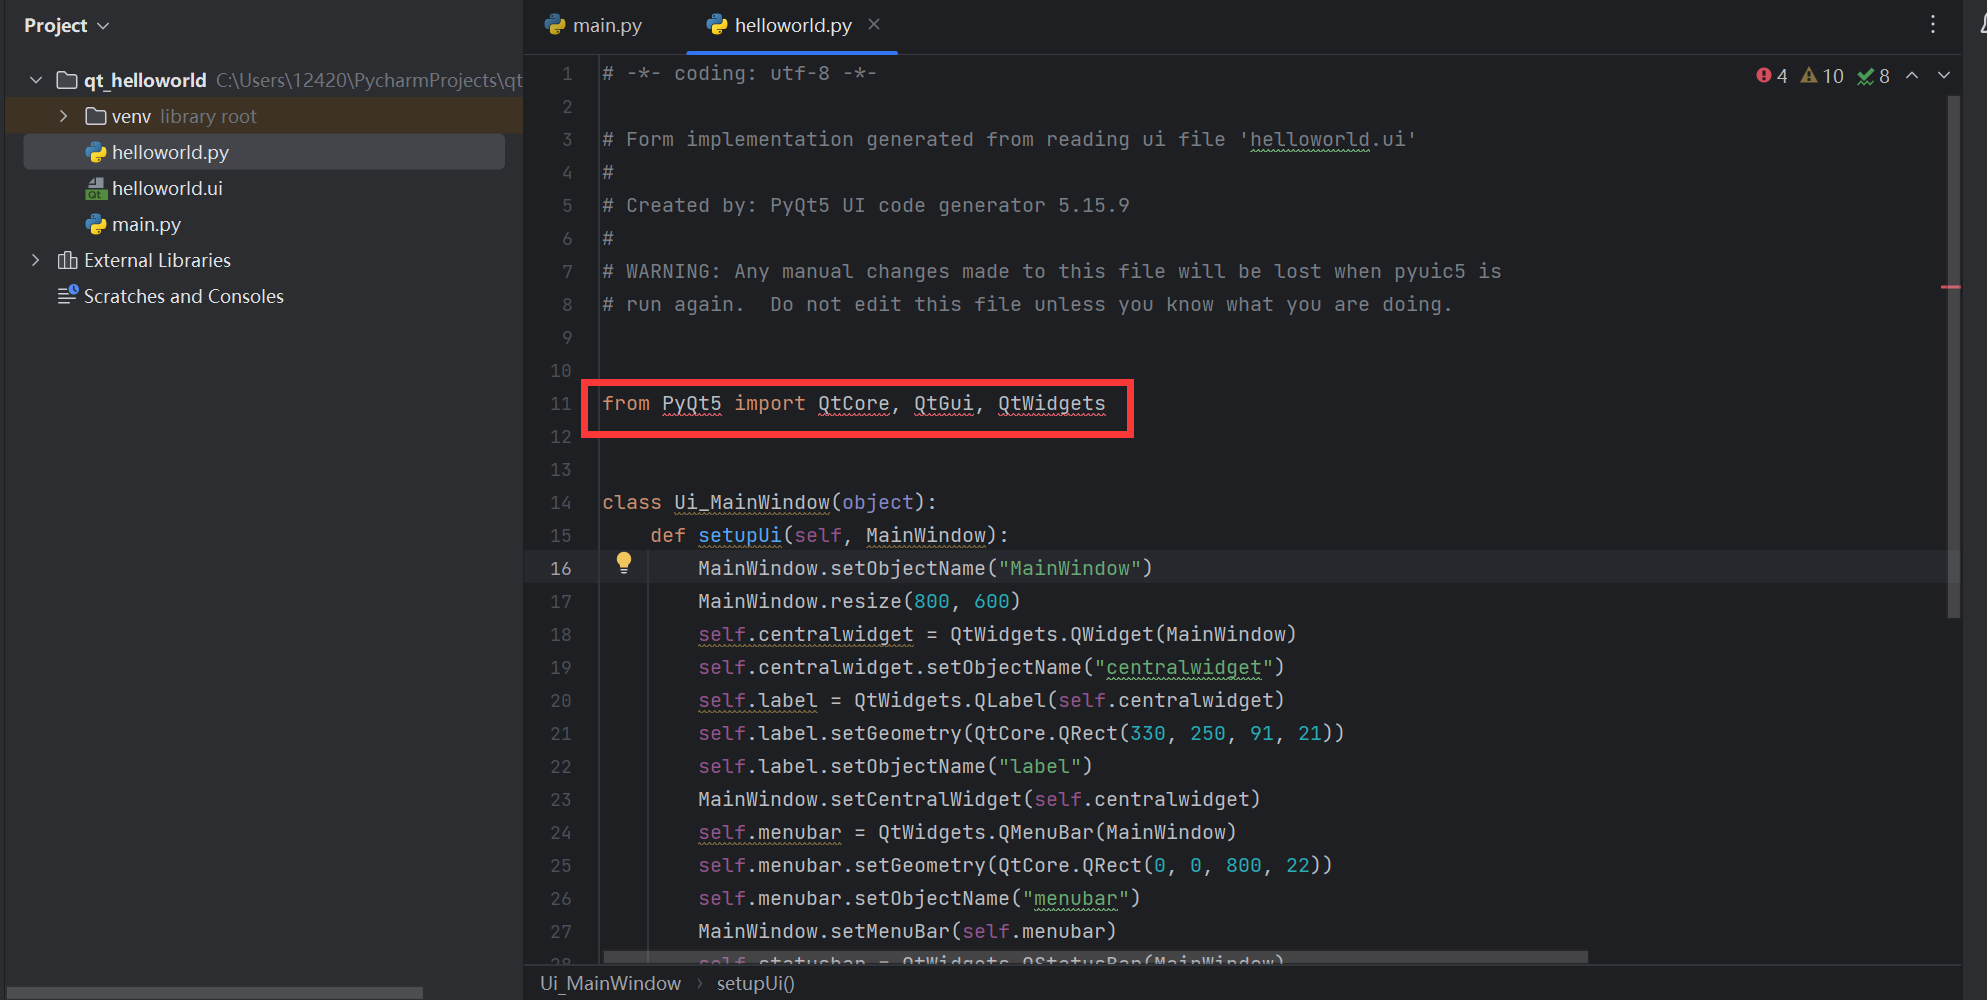 Project
qt_helloworld C:\Users\12420\PycharmProjects\qt
venv library root
helloworld.py
helloworld.ui
main.py
External Libraries
Scratches and Consoles
main.py helloworld.py
4 10 8
1 # -*- coding: utf-8 -*-
2
3 # Form implementation generated from reading ui file 'helloworld.ui'
4 #
5 # Created by: PyQt5 UI code generator 5.15.9
6 #
7 # WARNING: Any manual changes made to this file will be lost when pyuic5 is
8 # run again.  Do not edit this file unless you know what you are doing.
9
10
11 from PyQt5 import QtCore, QtGui, QtWidgets
12
13
14 class Ui_MainWindow(object):
15     def setupUi(self, MainWindow):
16         MainWindow.setObjectName("MainWindow")
17         MainWindow.resize(800, 600)
18         self.centralwidget = QtWidgets.QWidget(MainWindow)
19         self.centralwidget.setObjectName("centralwidget")
20         self.label = QtWidgets.QLabel(self.centralwidget)
21         self.label.setGeometry(QtCore.QRect(330, 250, 91, 21))
22         self.label.setObjectName("label")
23         MainWindow.setCentralWidget(self.centralwidget)
24         self.menubar = QtWidgets.QMenuBar(MainWindow)
25         self.menubar.setGeometry(QtCore.QRect(0, 0, 800, 22))
26         self.menubar.setObjectName("menubar")
27         MainWindow.setMenuBar(self.menubar)
28         self.statusbar = QtWidgets.QStatusBar(MainWindow)
Ui_MainWindow › setupUi()